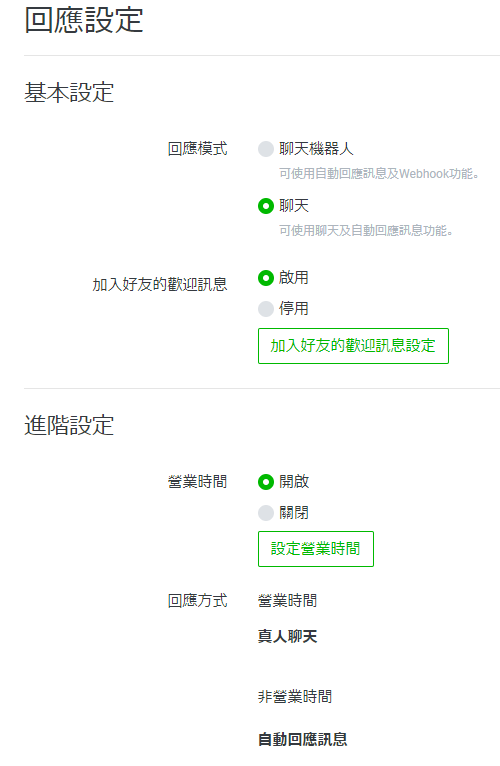 回應設定
基本設定
回應模式
聊天機器人
可使用自動回應訊息及Webhook功能。
聊天
可使用聊天及自動回應訊息功能。
加入好友的歡迎訊息
啟用
停用
加入好友的歡迎訊息設定
進階設定
營業時間
開啟
關閉
設定營業時間
回應方式
營業時間
真人聊天
非營業時間
自動回應訊息